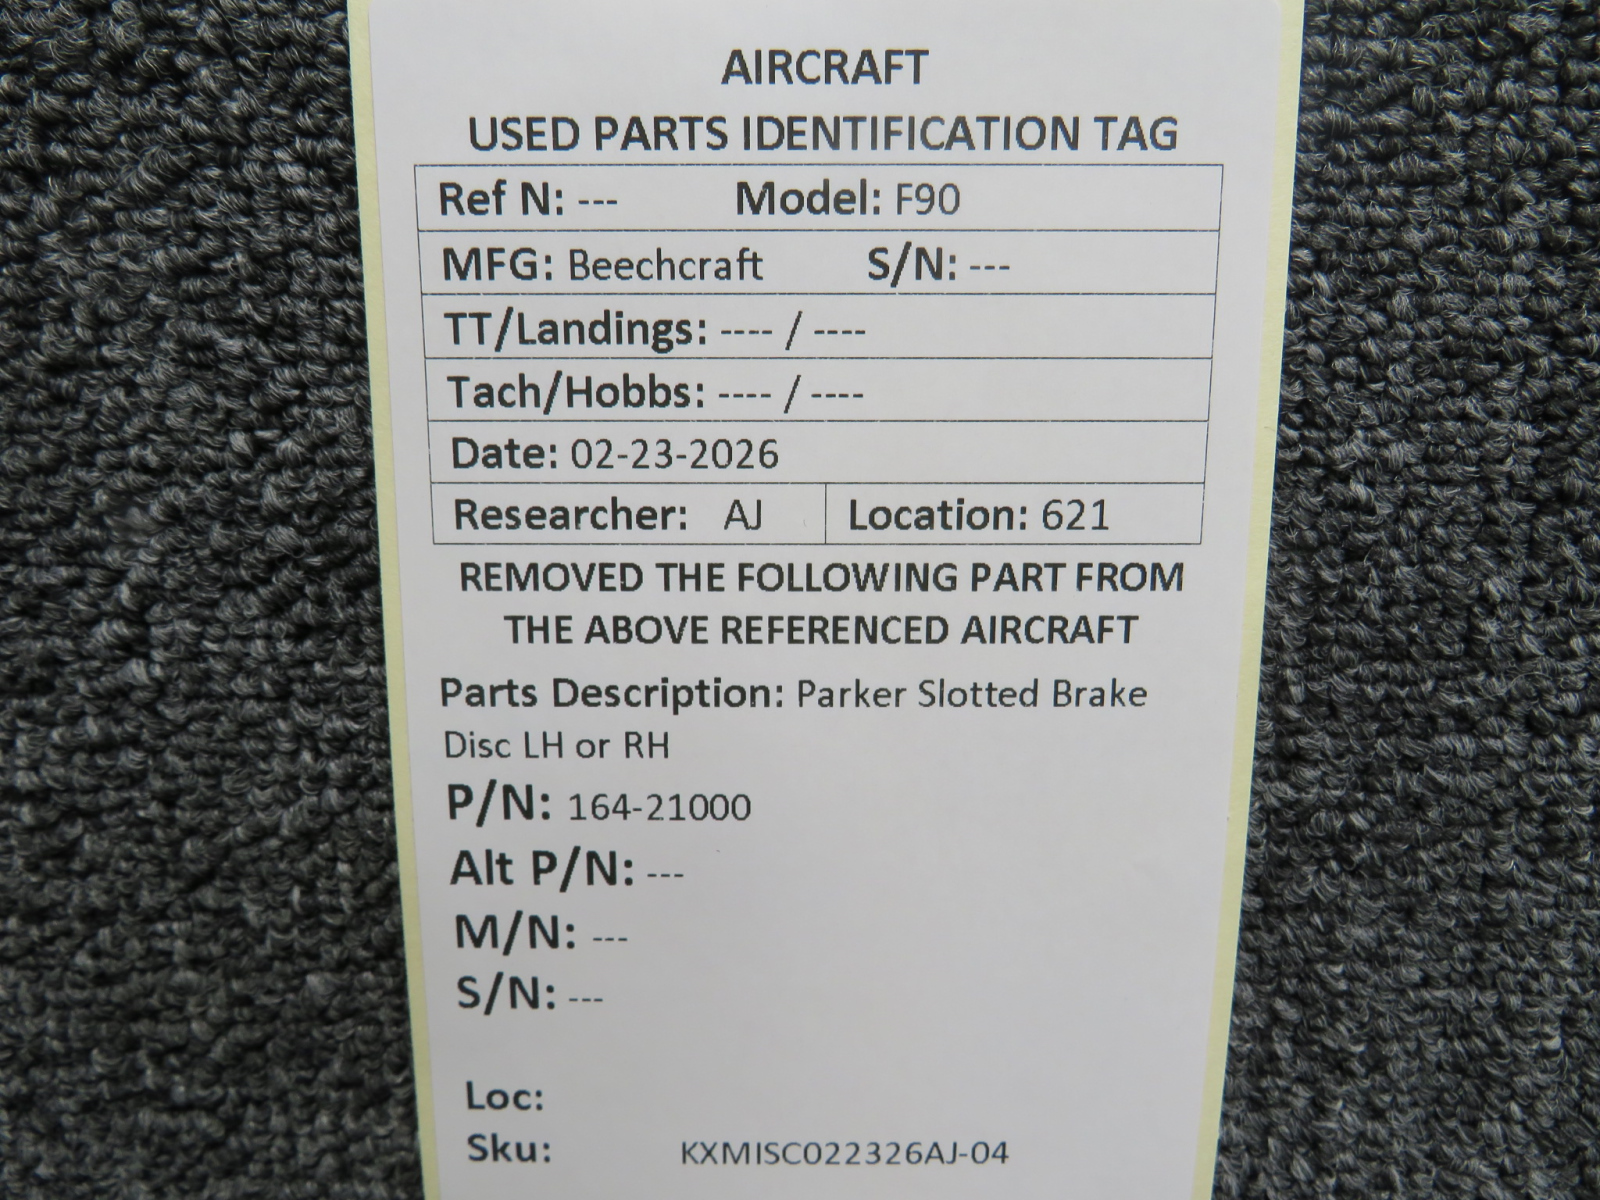 AIRCRAFT
USED PARTS IDENTIFICATION TAG
Ref N: --- Model: F90
MFG: Beechcraft S/N: ---
TT/Landings: ---- / ----
Tach/Hobbs: ---- / ----
Date: 02-23-2026
Researcher: AJ Location: 621
REMOVED THE FOLLOWING PART FROM
THE ABOVE REFERENCED AIRCRAFT
Parts Description: Parker Slotted Brake
Disc LH or RH
P/N: 164-21000
Alt P/N: ---
M/N: ---
S/N: ---
Loc:
Sku: KXMISC022326AJ-04